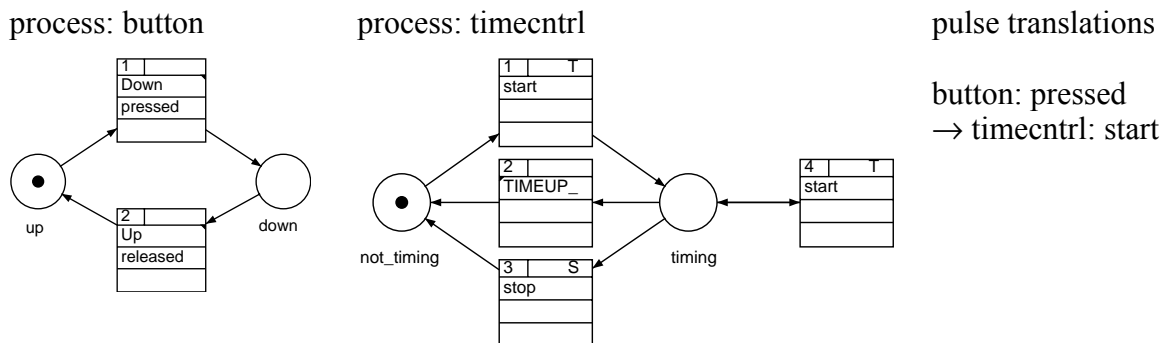 process: button
process: timecntrl
pulse translations
button: pressed
→ timecntrl: start
1
Down
pressed
2
Up
released
up
down
1 T
start
2
TIMEUP_
3 S
stop
4 T
start
not_timing
timing